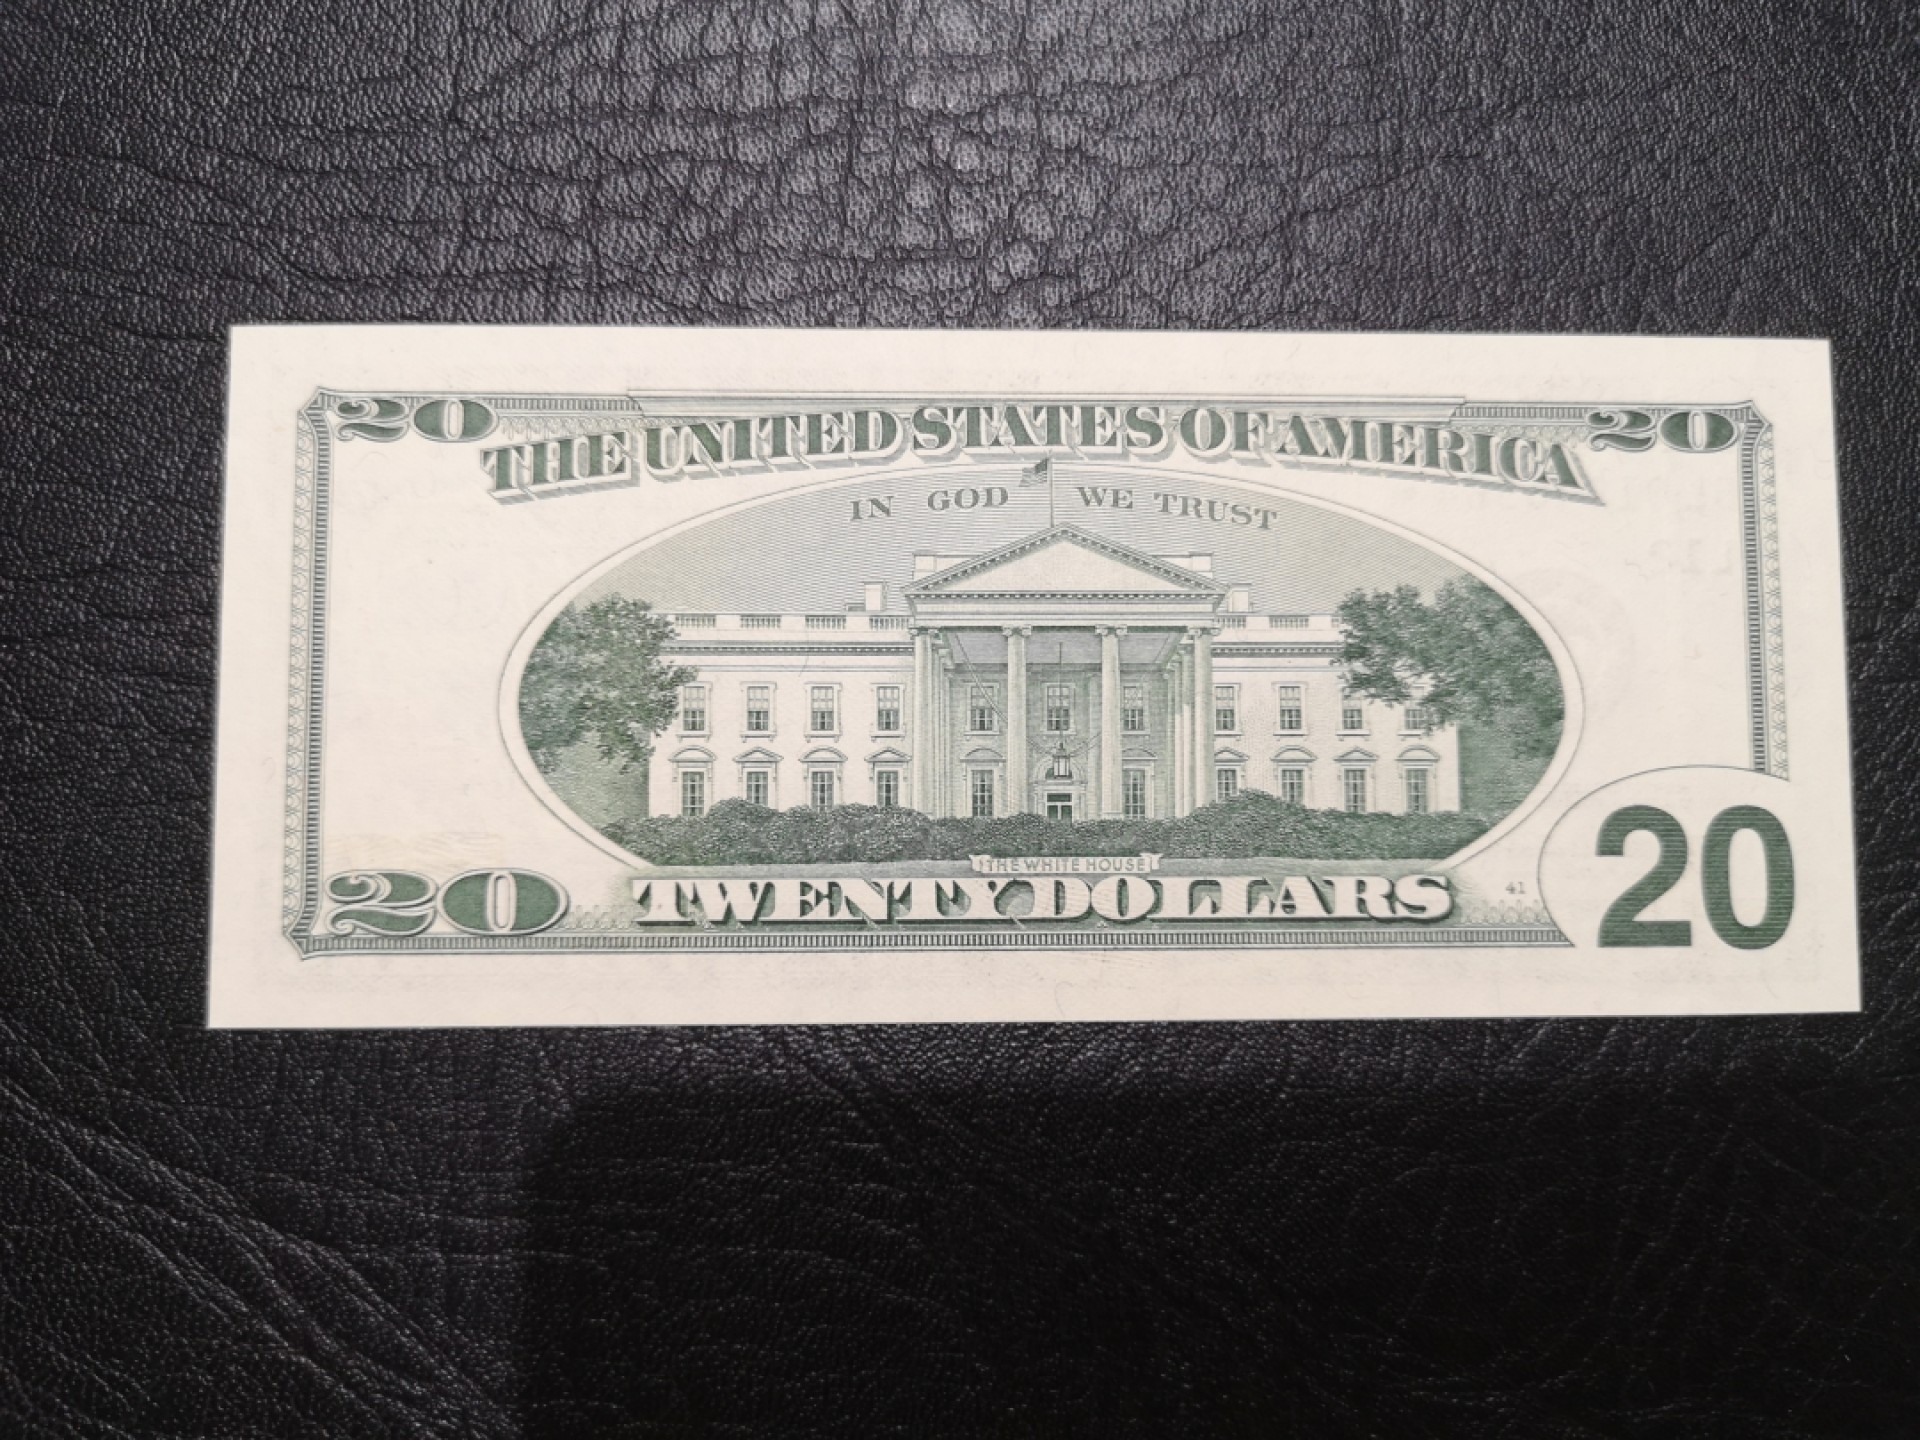 20 THE UNITED STATES OF AMERICA 20
IN GOD WE TRUST
THE WHITE HOUSE
20 TWENTY DOLLARS 41 20